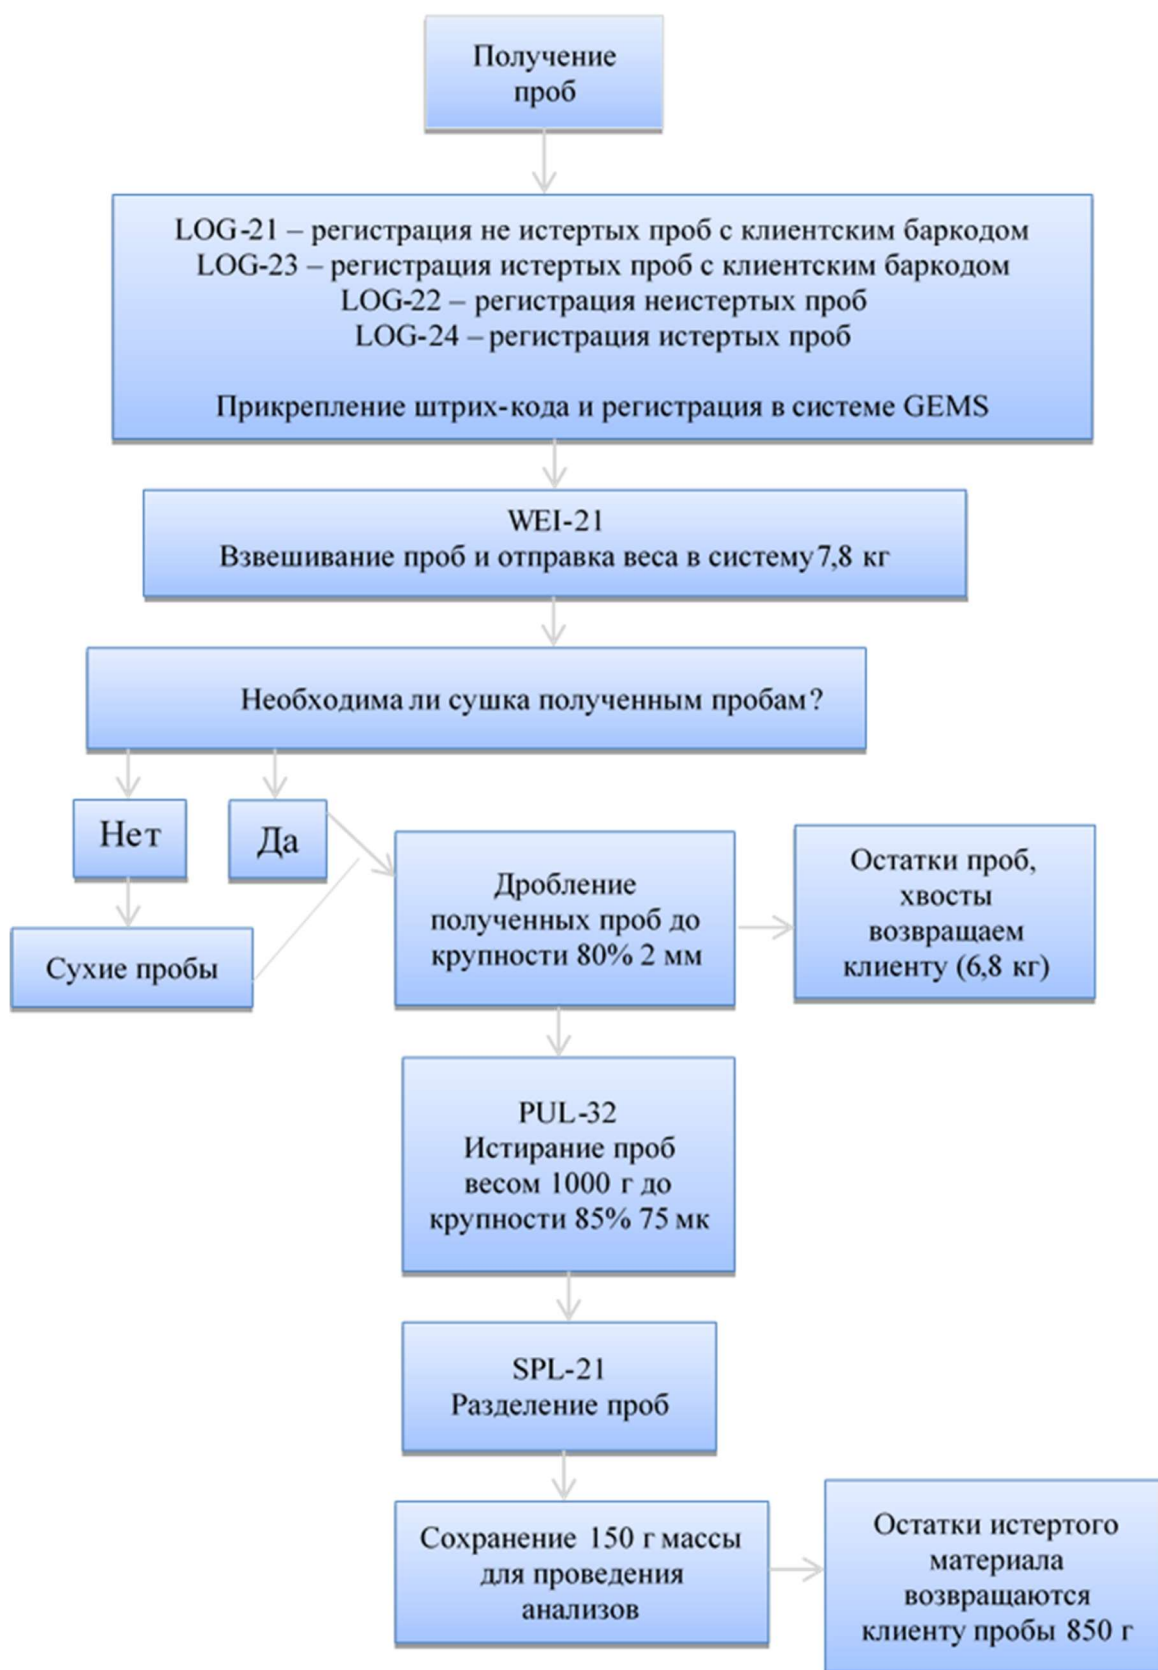 Получение
проб
LOG-21 – регистрация не истертых проб с клиентским баркодом
LOG-23 – регистрация истертых проб с клиентским баркодом
LOG-22 – регистрация неистертых проб
LOG-24 – регистрация истертых проб
Прикрепление штрих-кода и регистрация в системе GEMS
WEI-21
Взвешивание проб и отправка веса в систему 7,8 кг
Необходима ли сушка полученным пробам?
Нет
Да
Сухие пробы
Дробление
полученных проб до
крупности 80% 2 мм
Остатки проб,
хвосты
возвращаем
клиенту (6,8 кг)
PUL-32
Истирание проб
весом 1000 г до
крупности 85% 75 мк
SPL-21
Разделение проб
Сохранение 150 г массы
для проведения
анализов
Остатки истертого
материала
возвращаются
клиенту пробы 850 г